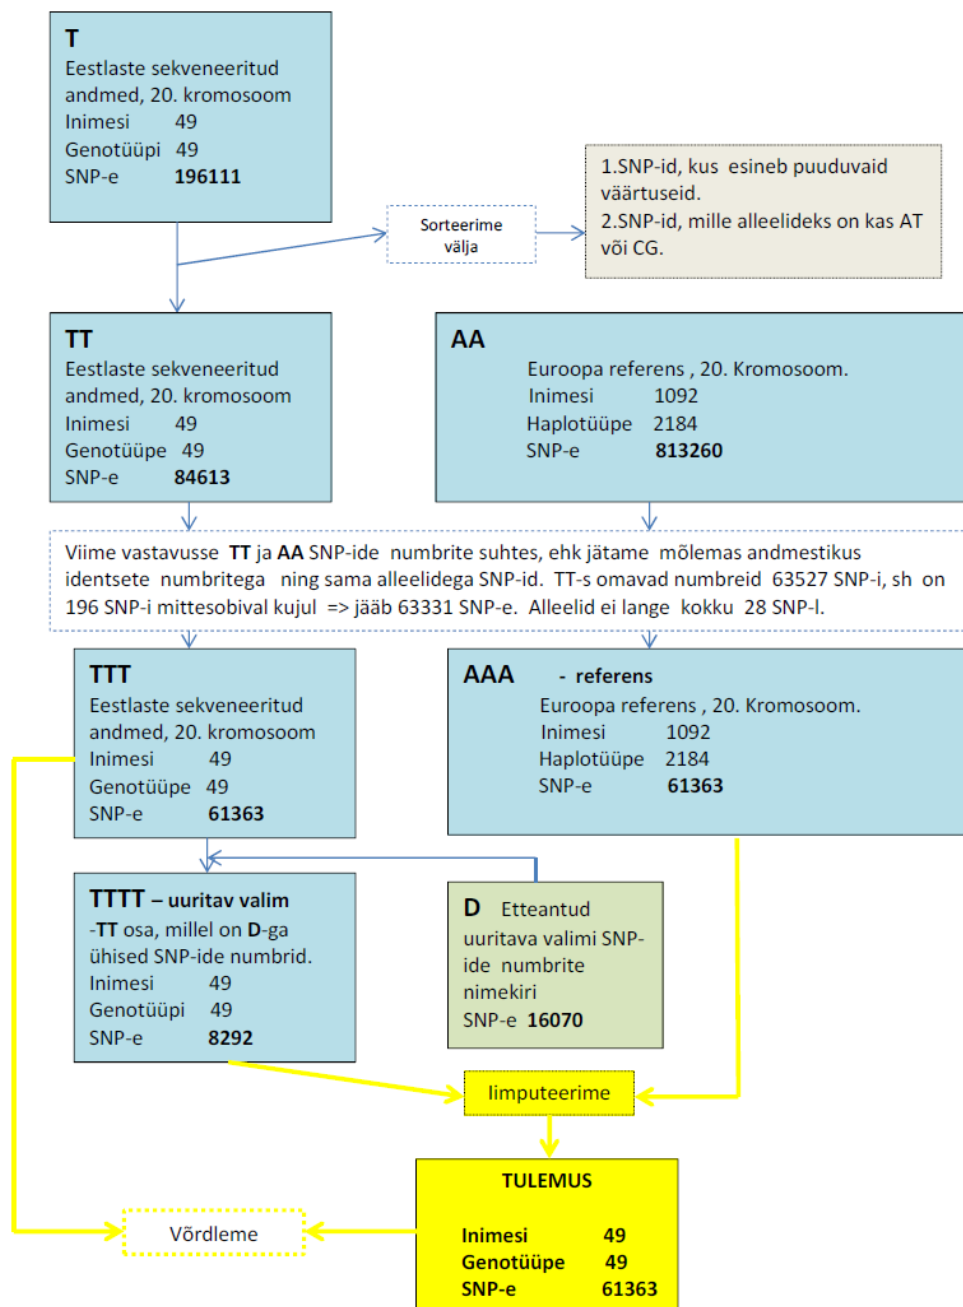 T
Eestlaste sekveneeritud
andmed, 20. kromosoom
Inimesi 49
Genotüüpi 49
SNP-e 196111
Sorteerime
välja
1.SNP-id, kus esineb puuduvaid
väärtuseid.
2.SNP-id, mille alleelideks on kas AT
või CG.
TT
Eestlaste sekveneeritud
andmed, 20. kromosoom
Inimesi 49
Genotüüpe 49
SNP-e 84613
AA
Euroopa referens , 20. Kromosoom.
Inimesi 1092
Haplotüüpe 2184
SNP-e 813260
Viime vastavusse TT ja AA SNP-ide numbrite suhtes, ehk jätame mõlemas andmestikus
identsete numbritega ning sama alleelidega SNP-id. TT-s omavad numbreid 63527 SNP-i, sh on
196 SNP-i mittesobival kujul => jääb 63331 SNP-e. Alleelid ei lange kokku 28 SNP-l.
TTT
Eestlaste sekveneeritud
andmed, 20. kromosoom
Inimesi 49
Genotüüpe 49
SNP-e 61363
AAA - referens
Euroopa referens , 20. Kromosoom.
Inimesi 1092
Haplotüüpe 2184
SNP-e 61363
TTTT – uuritav valim
-TT osa, millel on D-ga
ühised SNP-ide numbrid.
Inimesi 49
Genotüüpi 49
SNP-e 8292
D Etteantud
uuritava valimi SNP-
ide numbrite
nimekiri
SNP-e 16070
Iimputeerime
TULEMUS
Inimesi 49
Genotüüpe 49
SNP-e 61363
Võrdleme